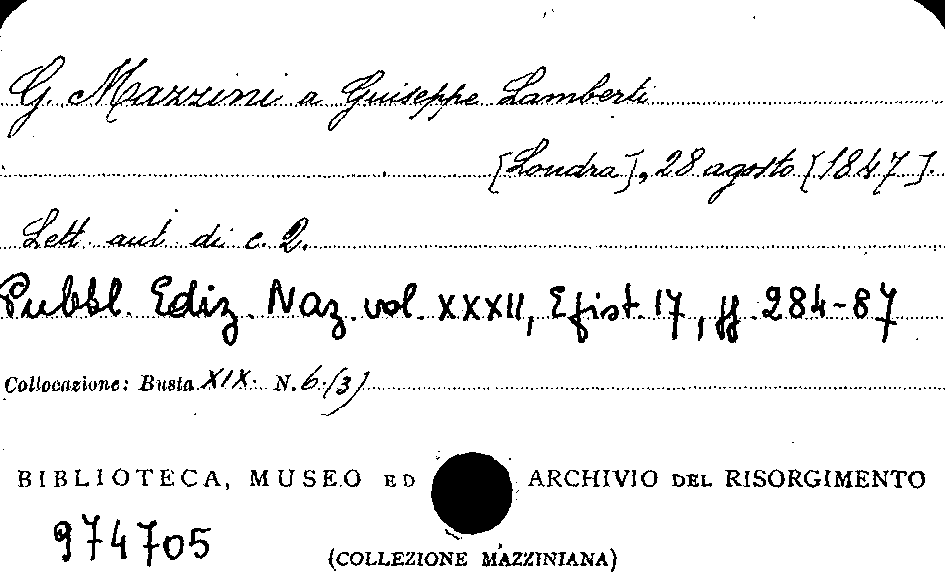 G. Mazzini a Guiseppe Lamberti
[Londra], 28 agosto [1847].
Lett. aut. di c. 2.
Pubbl. Ediz. Naz. vol. XXXII, Epist. 17, pp. 284-87
Collocazione: Busta XIX. N. 6.(3)
BIBLIOTECA, MUSEO ED ARCHIVIO DEL RISORGIMENTO
974705
(COLLEZIONE MAZZINIANA)